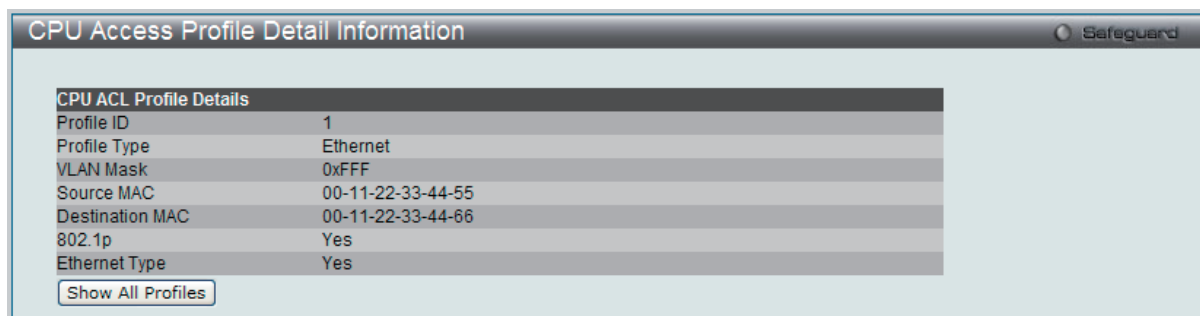 CPU Access Profile Detail Information
Safeguard
CPU ACL Profile Details
Profile ID 1
Profile Type Ethernet
VLAN Mask 0xFFF
Source MAC 00-11-22-33-44-55
Destination MAC 00-11-22-33-44-66
802.1p Yes
Ethernet Type Yes
Show All Profiles